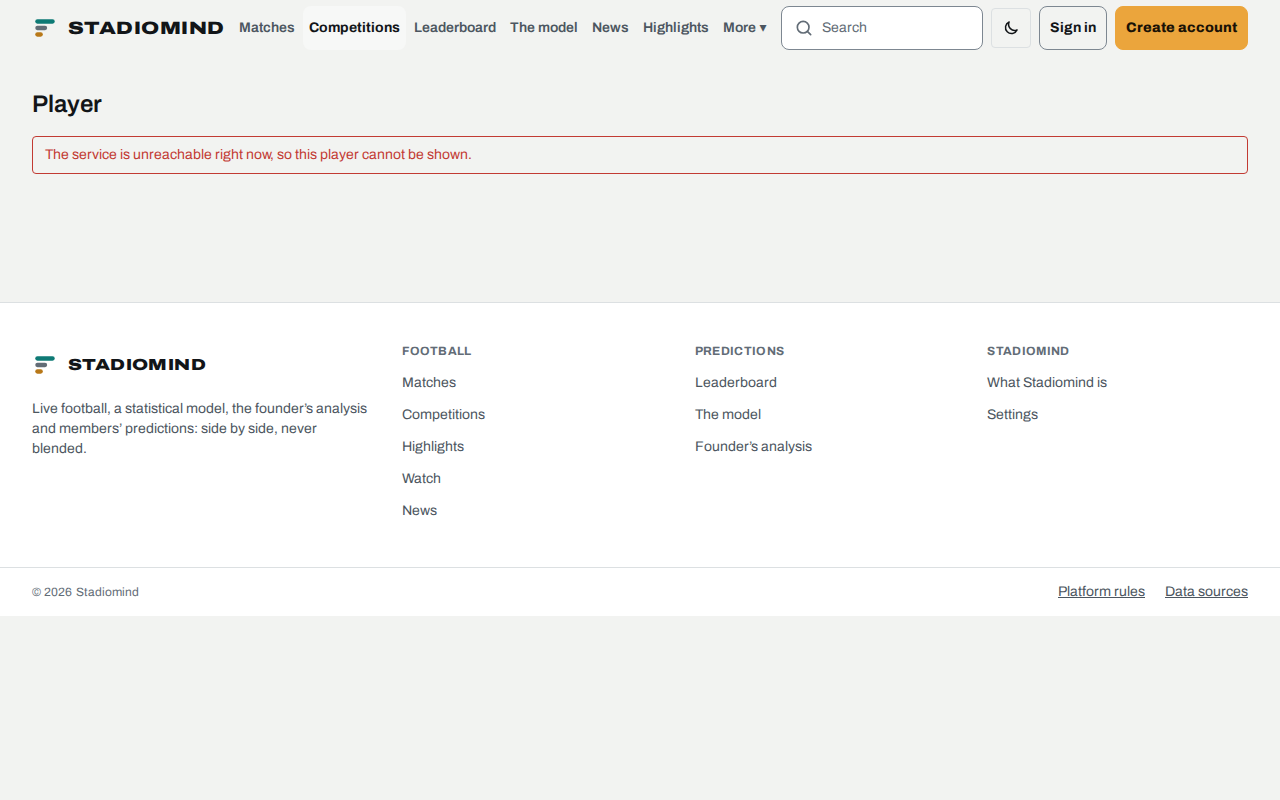 STADIOMIND
Matches
Competitions
Leaderboard
The model
News
Highlights
More ▾
Search
Sign in
Create account
Player
The service is unreachable right now, so this player cannot be shown.
STADIOMIND
Live football, a statistical model, the founder’s analysis
and members’ predictions: side by side, never
blended.
FOOTBALL
Matches
Competitions
Highlights
Watch
News
PREDICTIONS
Leaderboard
The model
Founder’s analysis
STADIOMIND
What Stadiomind is
Settings
© 2026 Stadiomind
Platform rules
Data sources